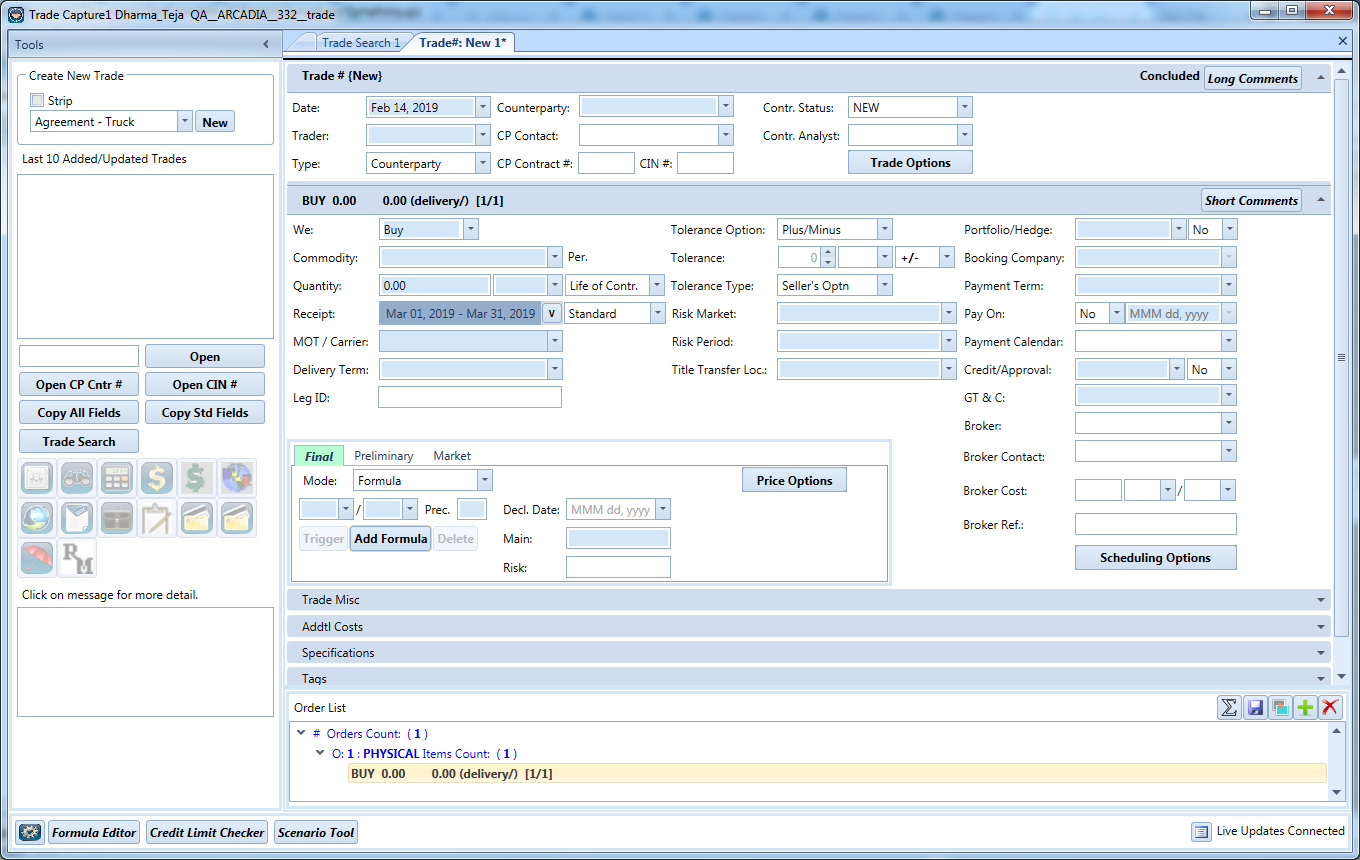 Trade Capture1 Dharma_Teja QA__ARCADIA__332__trade
Tools
Trade Search 1
Trade#: New 1*
Create New Trade
Strip
Agreement - Truck
New
Last 10 Added/Updated Trades
Open
Open CP Cntr #
Open CIN #
Copy All Fields
Copy Std Fields
Trade Search
RM
Click on message for more detail.
Trade # {New}
Concluded
Long Comments
Date:
Feb 14, 2019
Counterparty:
Contr. Status:
NEW
Trader:
CP Contact:
Contr. Analyst:
Type:
Counterparty
CP Contract #:
CIN #:
Trade Options
BUY 0.00 0.00 (delivery/) [1/1]
Short Comments
We:
Buy
Tolerance Option:
Plus/Minus
Portfolio/Hedge:
No
Commodity:
Per.
Tolerance:
0
+/-
Booking Company:
Quantity:
0.00
Life of Contr.
Tolerance Type:
Seller's Optn
Payment Term:
Receipt:
Mar 01, 2019 - Mar 31, 2019
v
Standard
Risk Market:
Pay On:
No
MMM dd, yyyy
MOT / Carrier:
Risk Period:
Payment Calendar:
Delivery Term:
Title Transfer Loc.:
Credit/Approval:
No
Leg ID:
GT & C:
Broker:
Broker Contact:
Broker Cost:
/
Broker Ref.:
Scheduling Options
Final
Preliminary
Market
Mode:
Formula
Price Options
/
Prec.
Decl. Date:
MMM dd, yyyy
Trigger
Add Formula
Delete
Main:
Risk:
Trade Misc
Addtl Costs
Specifications
Tags
Order List
# Orders Count: ( 1 )
O: 1 : PHYSICAL Items Count: ( 1 )
BUY 0.00 0.00 (delivery/) [1/1]
Formula Editor
Credit Limit Checker
Scenario Tool
Live Updates Connected